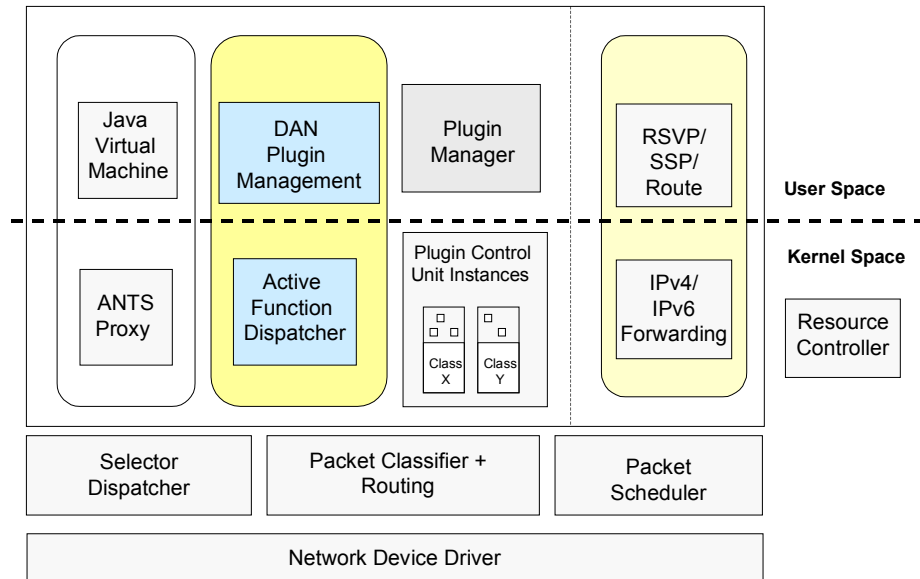 Java
Virtual
Machine
DAN
Plugin
Management
Plugin
Manager
RSVP/
SSP/
Route
User Space
Kernel Space
ANTS
Proxy
Active
Function
Dispatcher
Plugin Control
Unit Instances
Class
X
Class
Y
IPv4/
IPv6
Forwarding
Resource
Controller
Selector
Dispatcher
Packet Classifier +
Routing
Packet
Scheduler
Network Device Driver